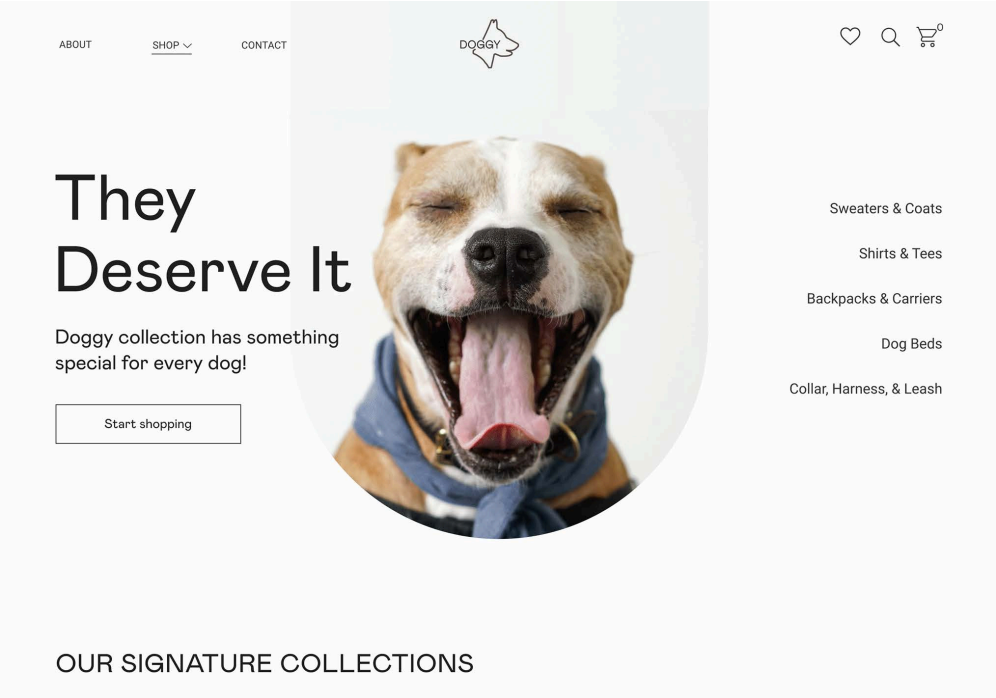 ABOUT
SHOP
CONTACT
DOGGY
0
They
Deserve It
Doggy collection has something
special for every dog!
Start shopping
Sweaters & Coats
Shirts & Tees
Backpacks & Carriers
Dog Beds
Collar, Harness, & Leash
OUR SIGNATURE COLLECTIONS